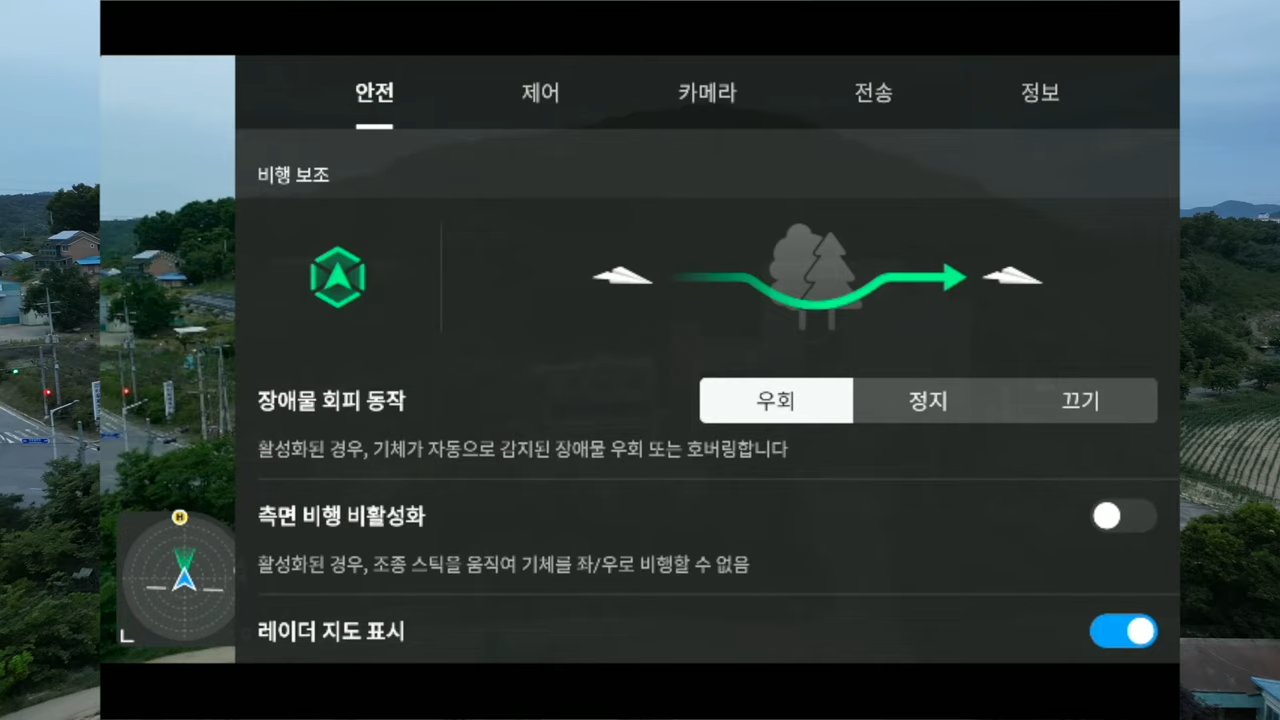 안전
제어
카메라
전송
정보
비행 보조
장애물 회피 동작
우회
정지
끄기
활성화된 경우, 기체가 자동으로 감지된 장애물 우회 또는 호버링합니다
측면 비행 비활성화
활성화된 경우, 조종 스틱을 움직여 기체를 좌/우로 비행할 수 없음
H
레이더 지도 표시